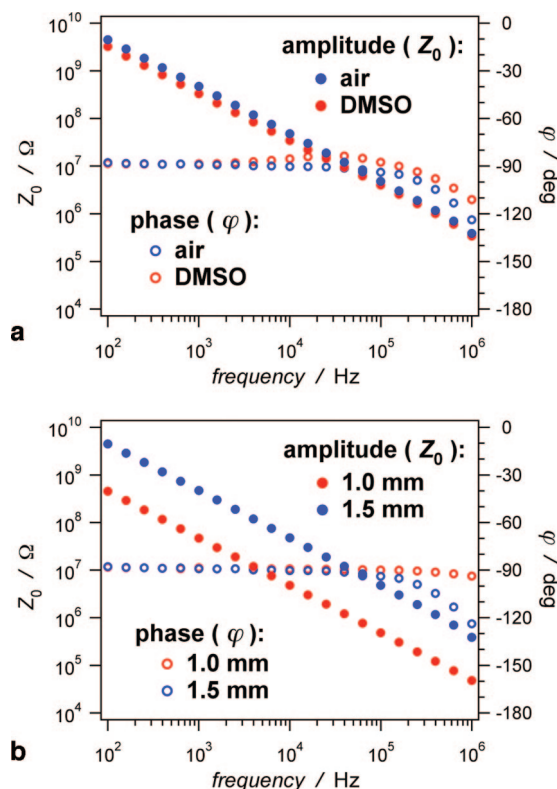 10^10
10^9
10^8
10^7
10^6
10^5
10^4
Z_0 / Ω
amplitude ( Z_0 ):
air
DMSO
phase ( φ ):
air
DMSO
0
-30
-60
-90
-120
-150
-180
φ / deg
a
10^2
10^3
10^4
10^5
10^6
frequency / Hz
10^10
10^9
10^8
10^7
10^6
10^5
10^4
Z_0 / Ω
amplitude ( Z_0 ):
1.0 mm
1.5 mm
phase ( φ ):
1.0 mm
1.5 mm
0
-30
-60
-90
-120
-150
-180
φ / deg
b
10^2
10^3
10^4
10^5
10^6
frequency / Hz